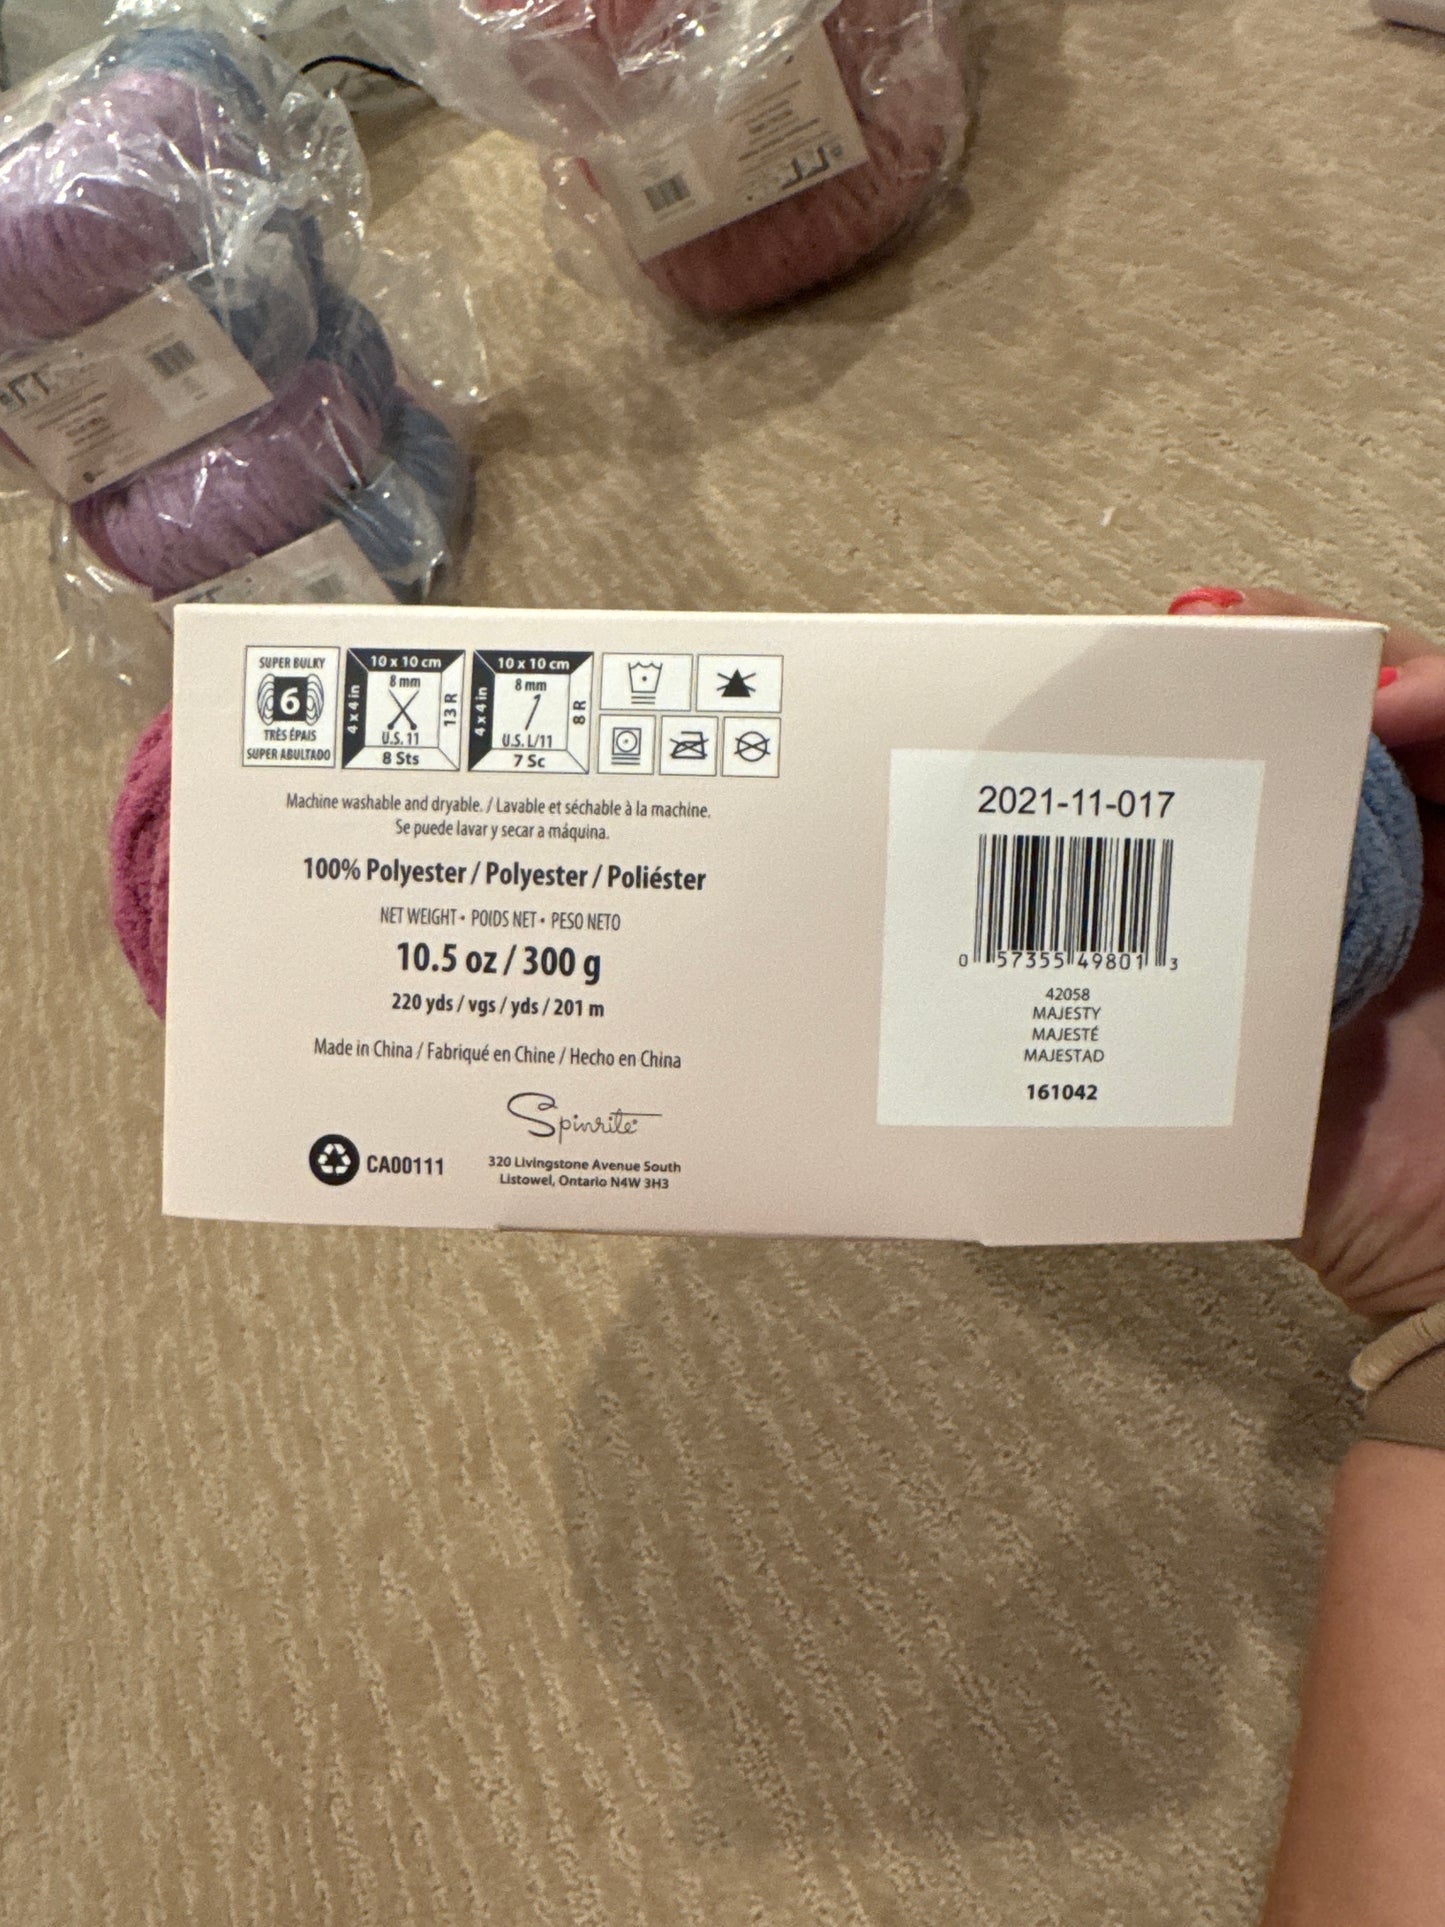 SUPER BULKY
6
TRÈS ÉPAIS
SUPER ABULTADO
10 x 10 cm
4 x 4 in
8 mm
U.S. 11
13 R
8 Sts
10 x 10 cm
4 x 4 in
8 mm
U.S. L/11
8 R
7 Sc
Machine washable and dryable. / Lavable et séchable à la machine.
Se puede lavar y secar a máquina.
100% Polyester / Polyester / Poliéster
NET WEIGHT • POIDS NET • PESO NETO
10.5 oz / 300 g
220 yds / vgs / yds / 201 m
Made in China / Fabriqué en Chine / Hecho en China
Spinrite
CA00111
320 Livingstone Avenue South
Listowel, Ontario N4W 3H3
2021-11-017
0 57355 49801 3
42058
MAJESTY
MAJESTÉ
MAJESTAD
161042